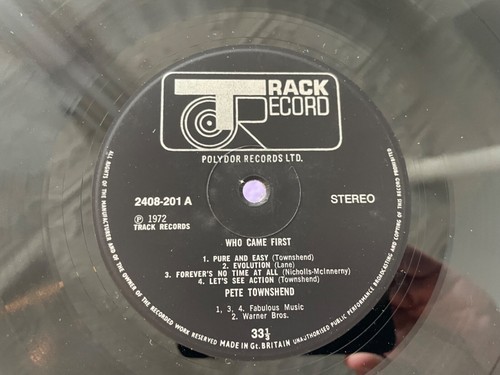 TRACK
RECORD
POLYDOR RECORDS LTD.
2408-201 A
STEREO
℗ 1972
TRACK RECORDS
WHO CAME FIRST
1. PURE AND EASY (Townshend)
2. EVOLUTION (Lane)
3. FOREVER'S NO TIME AT ALL (Nicholls-McInnerny)
4. LET'S SEE ACTION (Townshend)
PETE TOWNSHEND
1, 3, 4. Fabulous Music
2. Warner Bros.
33⅓
MADE IN Gt. BRITAIN
ALL RIGHTS OF THE MANUFACTURER AND OF THE OWNER OF THE RECORDED WORK RESERVED
UNAUTHORISED PUBLIC PERFORMANCE BROADCASTING AND COPYING OF THIS RECORD PROHIBITED